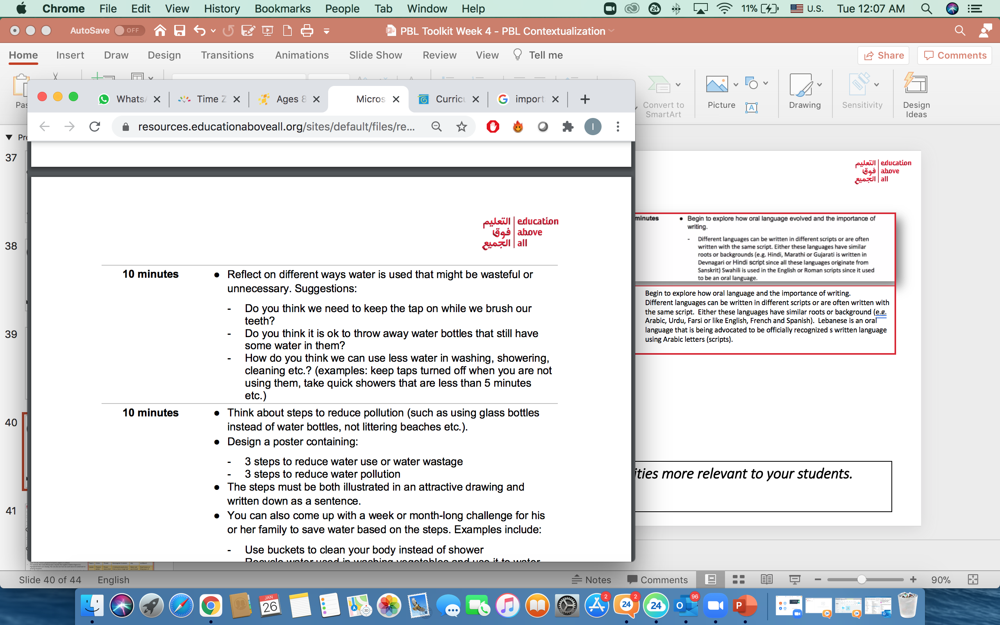 Chrome File Edit View History Bookmarks People Tab Window Help
24 11% U.S. Tue 12:07 AM
AutoSave OFF PBL Toolkit Week 4 - PBL Contextualization
Home Insert Draw Design Transitions Animations Slide Show Review View Tell me Share Comments
Pas
Convert to
SmartArt
Picture
Drawing
Sensitivity
Design
Ideas
WhatsA Time Z Ages 8 Micros Curricu import
resources.educationaboveall.org/sites/default/files/re...
I
Pro
37
38
39
40
41
التعليم education
فوق above
الجميع all
10 minutes
● Reflect on different ways water is used that might be wasteful or
unnecessary. Suggestions:
- Do you think we need to keep the tap on while we brush our
teeth?
- Do you think it is ok to throw away water bottles that still have
some water in them?
- How do you think we can use less water in washing, showering,
cleaning etc.? (examples: keep taps turned off when you are not
using them, take quick showers that are less than 5 minutes
etc.)
10 minutes
● Think about steps to reduce pollution (such as using glass bottles
instead of water bottles, not littering beaches etc.).
● Design a poster containing:
- 3 steps to reduce water use or water wastage
- 3 steps to reduce water pollution
● The steps must be both illustrated in an attractive drawing and
written down as a sentence.
● You can also come up with a week or month-long challenge for his
or her family to save water based on the steps. Examples include:
- Use buckets to clean your body instead of shower
Recycle water used in washing vegetables and use it to water
التعليم education
فوق above
الجميع all
minutes
● Begin to explore how oral language evolved and the importance of
writing.
- Different languages can be written in different scripts or are often
written with the same script. Either these languages have similar
roots or backgrounds (e.g. Hindi, Marathi or Gujarati is written in
Devnagari or Hindi script since all these languages originate from
Sanskrit) Swahili is used in the English or Roman scripts since it used
to be an oral language.
Begin to explore how oral language and the importance of writing.
Different languages can be written in different scripts or are often written with
the same script. Either these languages have similar roots or background (e.g.
Arabic, Urdu, Farsi or like English, French and Spanish). Lebanese is an oral
language that is being advocated to be officially recognized s written language
using Arabic letters (scripts).
ities more relevant to your students.
Slide 40 of 44 English Notes Comments 90%
JAN
26
3D
2
24
2
24
96